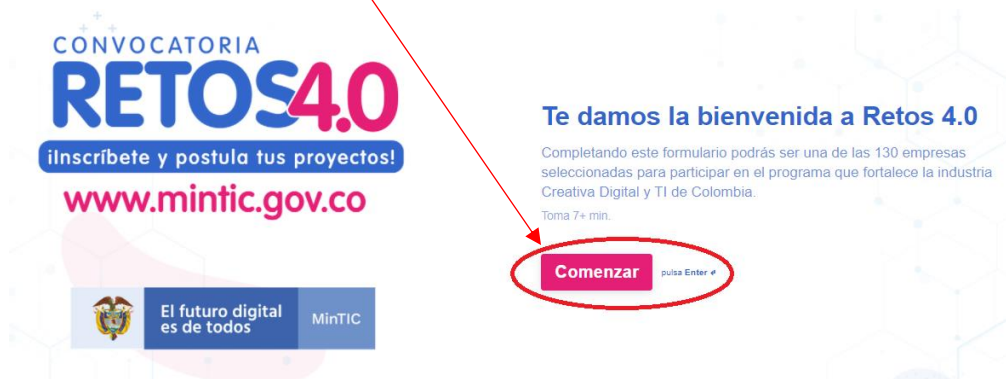 CONVOCATORIA
RETOS4.0
¡Inscríbete y postula tus proyectos!
www.mintic.gov.co
El futuro digital
es de todos
MinTIC
Te damos la bienvenida a Retos 4.0
Completando este formulario podrás ser una de las 130 empresas
seleccionadas para participar en el programa que fortalece la industria
Creativa Digital y TI de Colombia.
Toma 7+ min.
Comenzar
pulsa Enter ↵